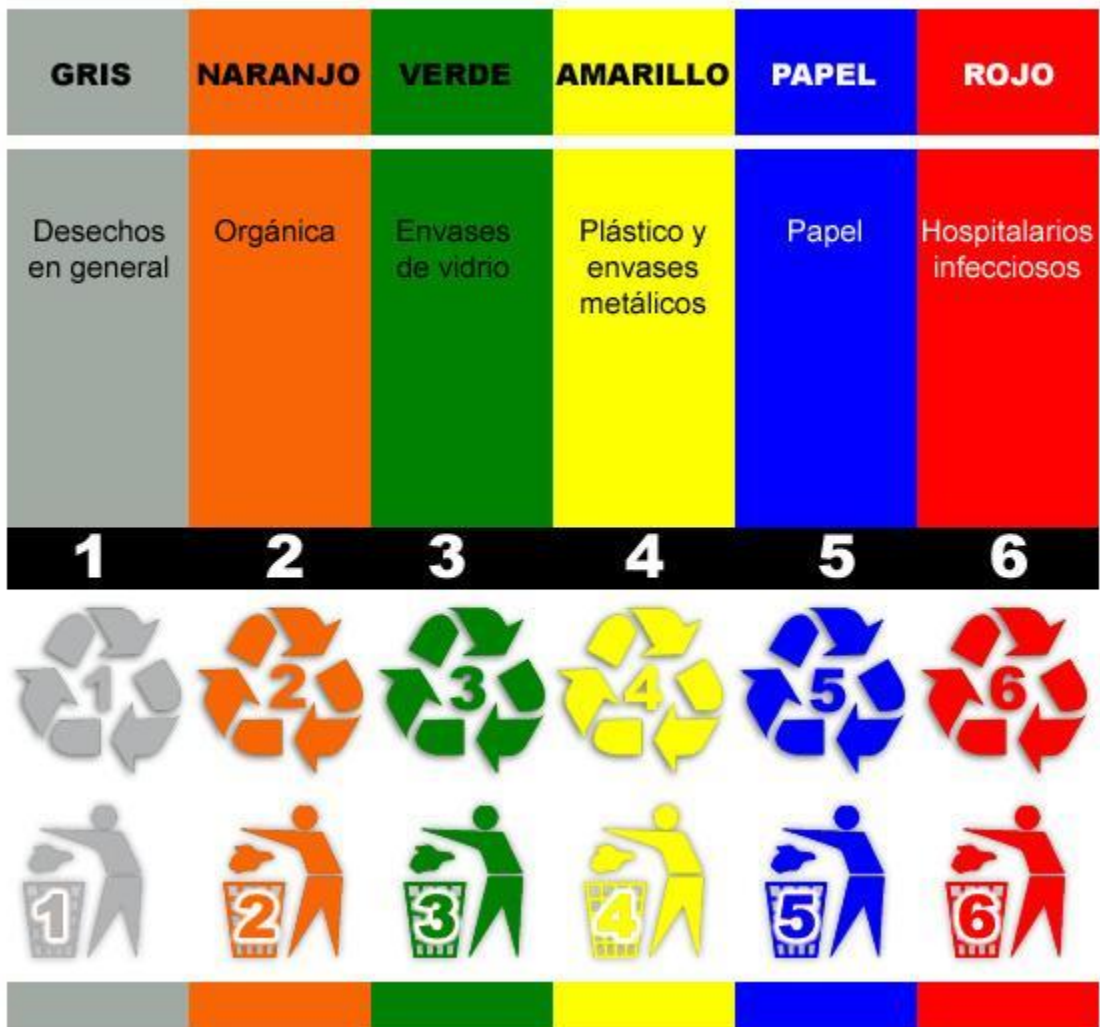 GRIS NARANJO VERDE AMARILLO PAPEL ROJO
Desechos
en general
Orgánica
Envases
de vidrio
Plástico y
envases
metálicos
Papel
Hospitalarios
infecciosos
1 2 3 4 5 6
1 2 3 4 5 6
1 2 3 4 5 6